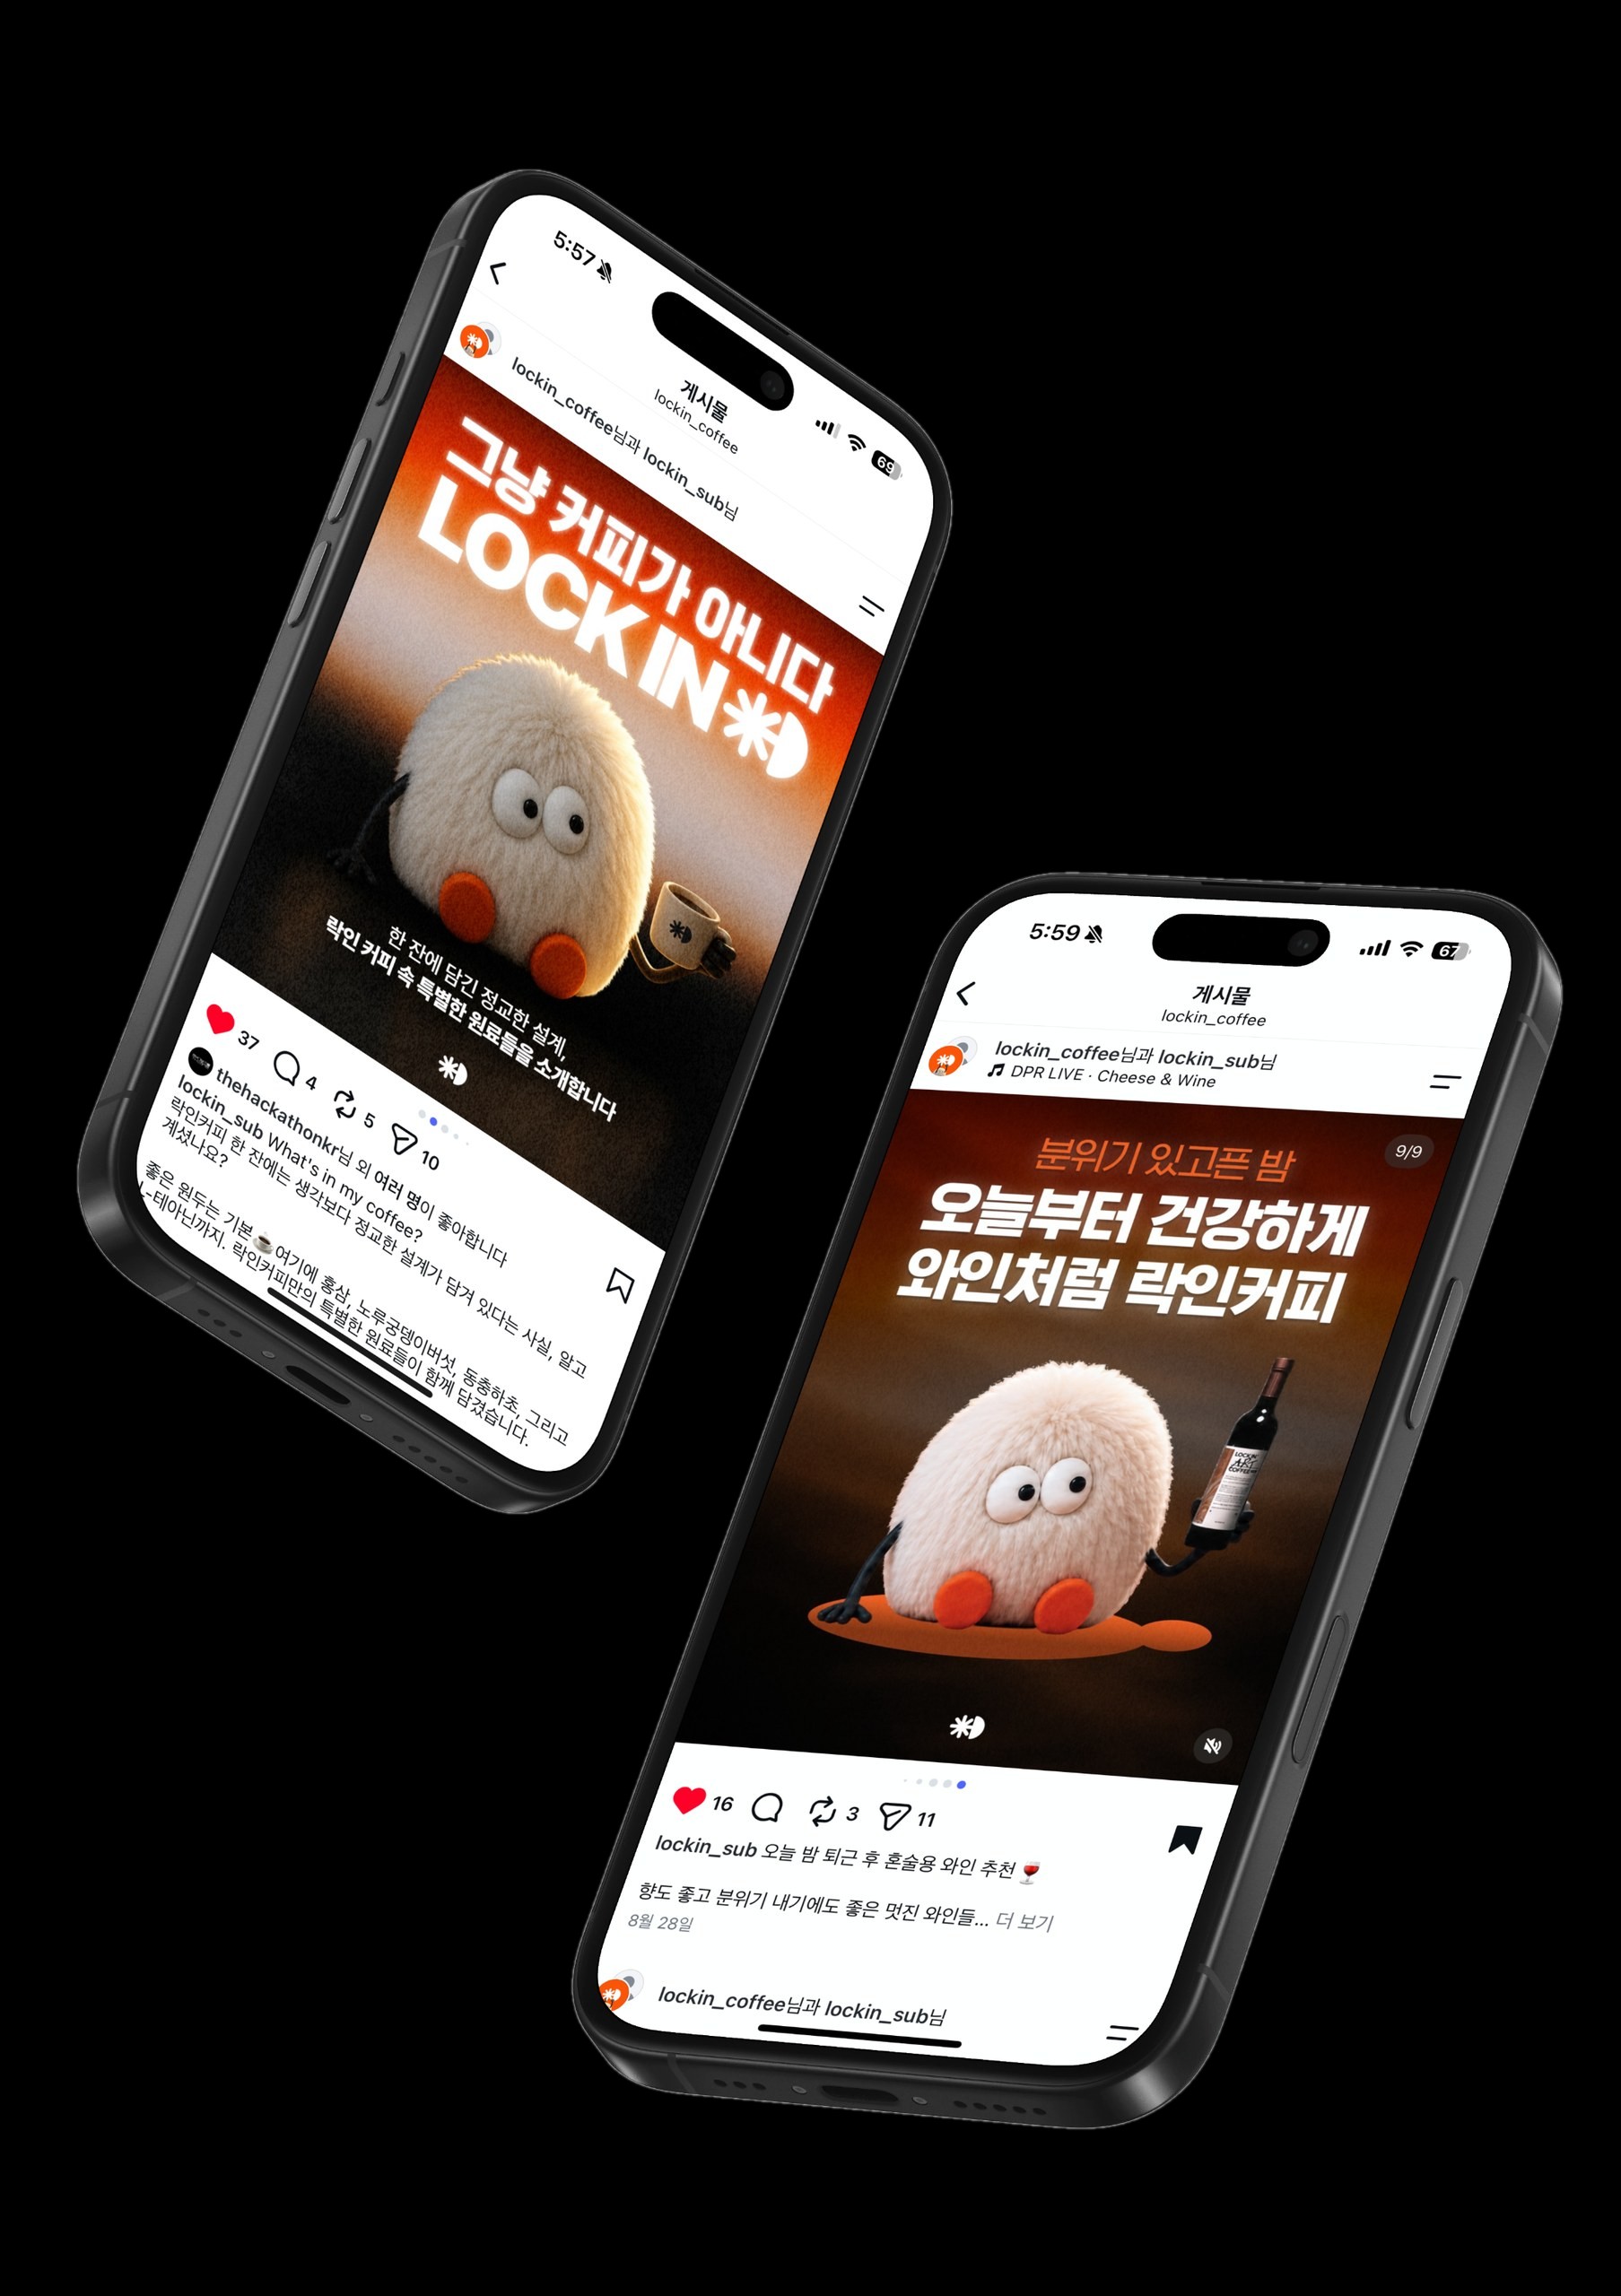 5:57
69
게시물
lockin_coffee
lockin_coffee님과 lockin_sub님
그냥 커피가 아니다
LOCK IN
한 잔에 담긴 정교한 설계,
락인 커피 속 특별한 원료들을 소개합니다
37 4 5 10
thehackathonkr님 외 여러 명이 좋아합니다
lockin_sub What's in my coffee?
락인커피 한 잔에는 생각보다 정교한 설계가 담겨 있다는 사실, 알고
계셨나요?
좋은 원두는 기본☕여기에 홍삼, 노루궁뎅이버섯, 동충하초, 그리고
L-테아닌까지. 락인커피만의 특별한 원료들이 함께 담겼습니다.
5:59
67
게시물
lockin_coffee
lockin_coffee님과 lockin_sub님
DPR LIVE · Cheese & Wine
9/9
분위기 있고픈 밤
오늘부터 건강하게
와인처럼 락인커피
LOCKIN
ART
COFFEE
16 3 11
lockin_sub 오늘 밤 퇴근 후 혼술용 와인 추천🍷
향도 좋고 분위기 내기에도 좋은 멋진 와인들... 더 보기
8월 28일
lockin_coffee님과 lockin_sub님